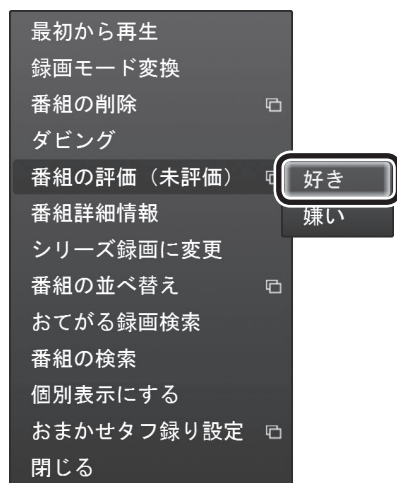 最初から再生
録画モード変換
番組の削除
ダビング
番組の評価（未評価）
好き
嫌い
番組詳細情報
シリーズ録画に変更
番組の並べ替え
おてがる録画検索
番組の検索
個別表示にする
おまかせタフ録り設定
閉じる